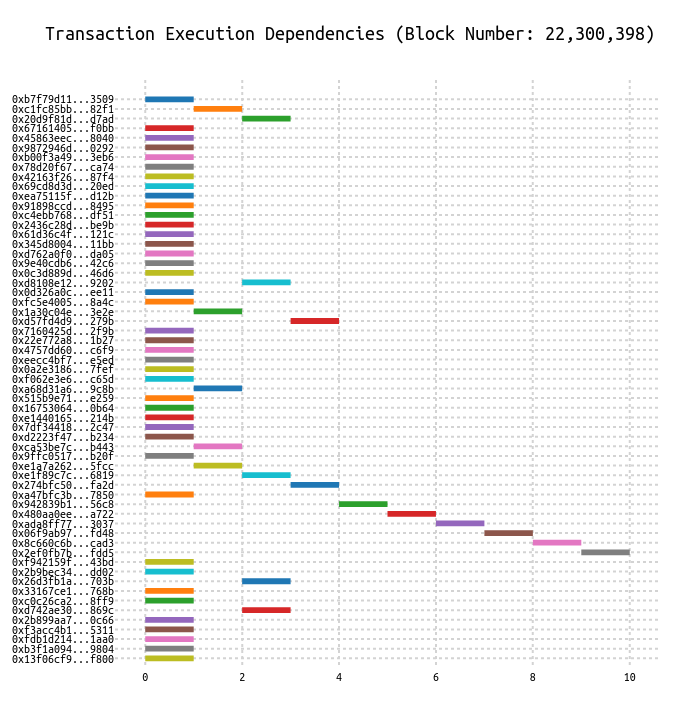 Transaction Execution Dependencies (Block Number: 22,300,398)
0xb7f79d11...3509
0xc1fc85bb...82f1
0x20d9f81d...d7ad
0x67161405...f0bb
0x45863eec...8040
0x9872946d...0292
0xb00f3a49...3eb6
0x78d20f67...ca74
0x42163f26...87f4
0x69cd8d3d...20ed
0xea75115f...d12b
0x91898ccd...8495
0xc4ebb768...df51
0x2436c28d...be9b
0x61d36c4f...121c
0x345d8004...11bb
0xd762a0f0...da05
0x9e40cdb6...42c6
0x0c3d889d...46d6
0xd8108e12...9202
0x0d326a0c...ee11
0xfc5e4005...8a4c
0x1a30c04e...3e2e
0xd57fd4d9...279b
0x7160425d...2f9b
0x22e772a8...1b27
0x4757dd60...c6f9
0xeecc4bf7...e5ed
0x0a2e3186...7fef
0xf062e3e6...c65d
0xa68d31a6...9c8b
0x515b9e71...e259
0x16753064...0b64
0xe1440165...214b
0x7df34418...2c47
0xd2223f47...b234
0xca53be7c...b443
0x9ffc0517...b20f
0xe1a7a262...5fcc
0xe1f89c7c...6819
0x274bfc50...fa2d
0xa47bfc3b...7850
0x942839b1...56c8
0x480aa0ee...a722
0xada8ff77...3037
0x06f9ab97...fd48
0x8c660c6b...cad3
0x2ef0fb7b...fdd5
0xf942159f...43bd
0x2b9bec34...dd02
0x26d3fb1a...703b
0x33167ce1...768b
0xc0c26ca2...8ff9
0xd742ae30...869c
0x2b899aa7...0c66
0xf3acc4b1...5311
0xfdb1d214...1aa0
0xb3f1a094...9804
0x13f06cf9...f800
0 2 4 6 8 10